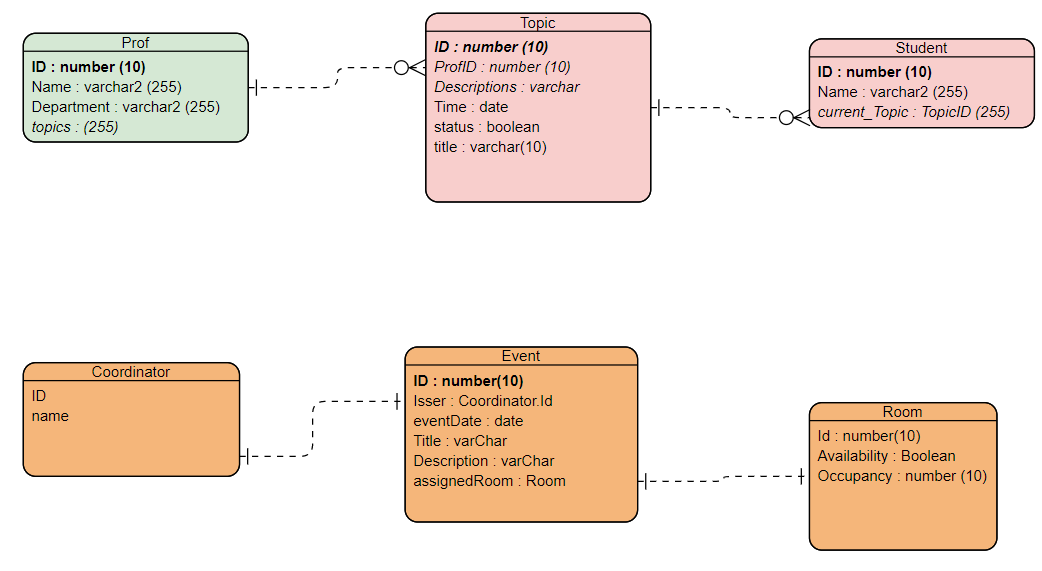 Prof
ID : number (10)
Name : varchar2 (255)
Department : varchar2 (255)
topics : (255)
Topic
ID : number (10)
ProfID : number (10)
Descriptions : varchar
Time : date
status : boolean
title : varchar(10)
Student
ID : number (10)
Name : varchar2 (255)
current_Topic : TopicID (255)
Coordinator
ID
name
Event
ID : number(10)
Isser : Coordinator.Id
eventDate : date
Title : varChar
Description : varChar
assignedRoom : Room
Room
Id : number(10)
Availability : Boolean
Occupancy : number (10)